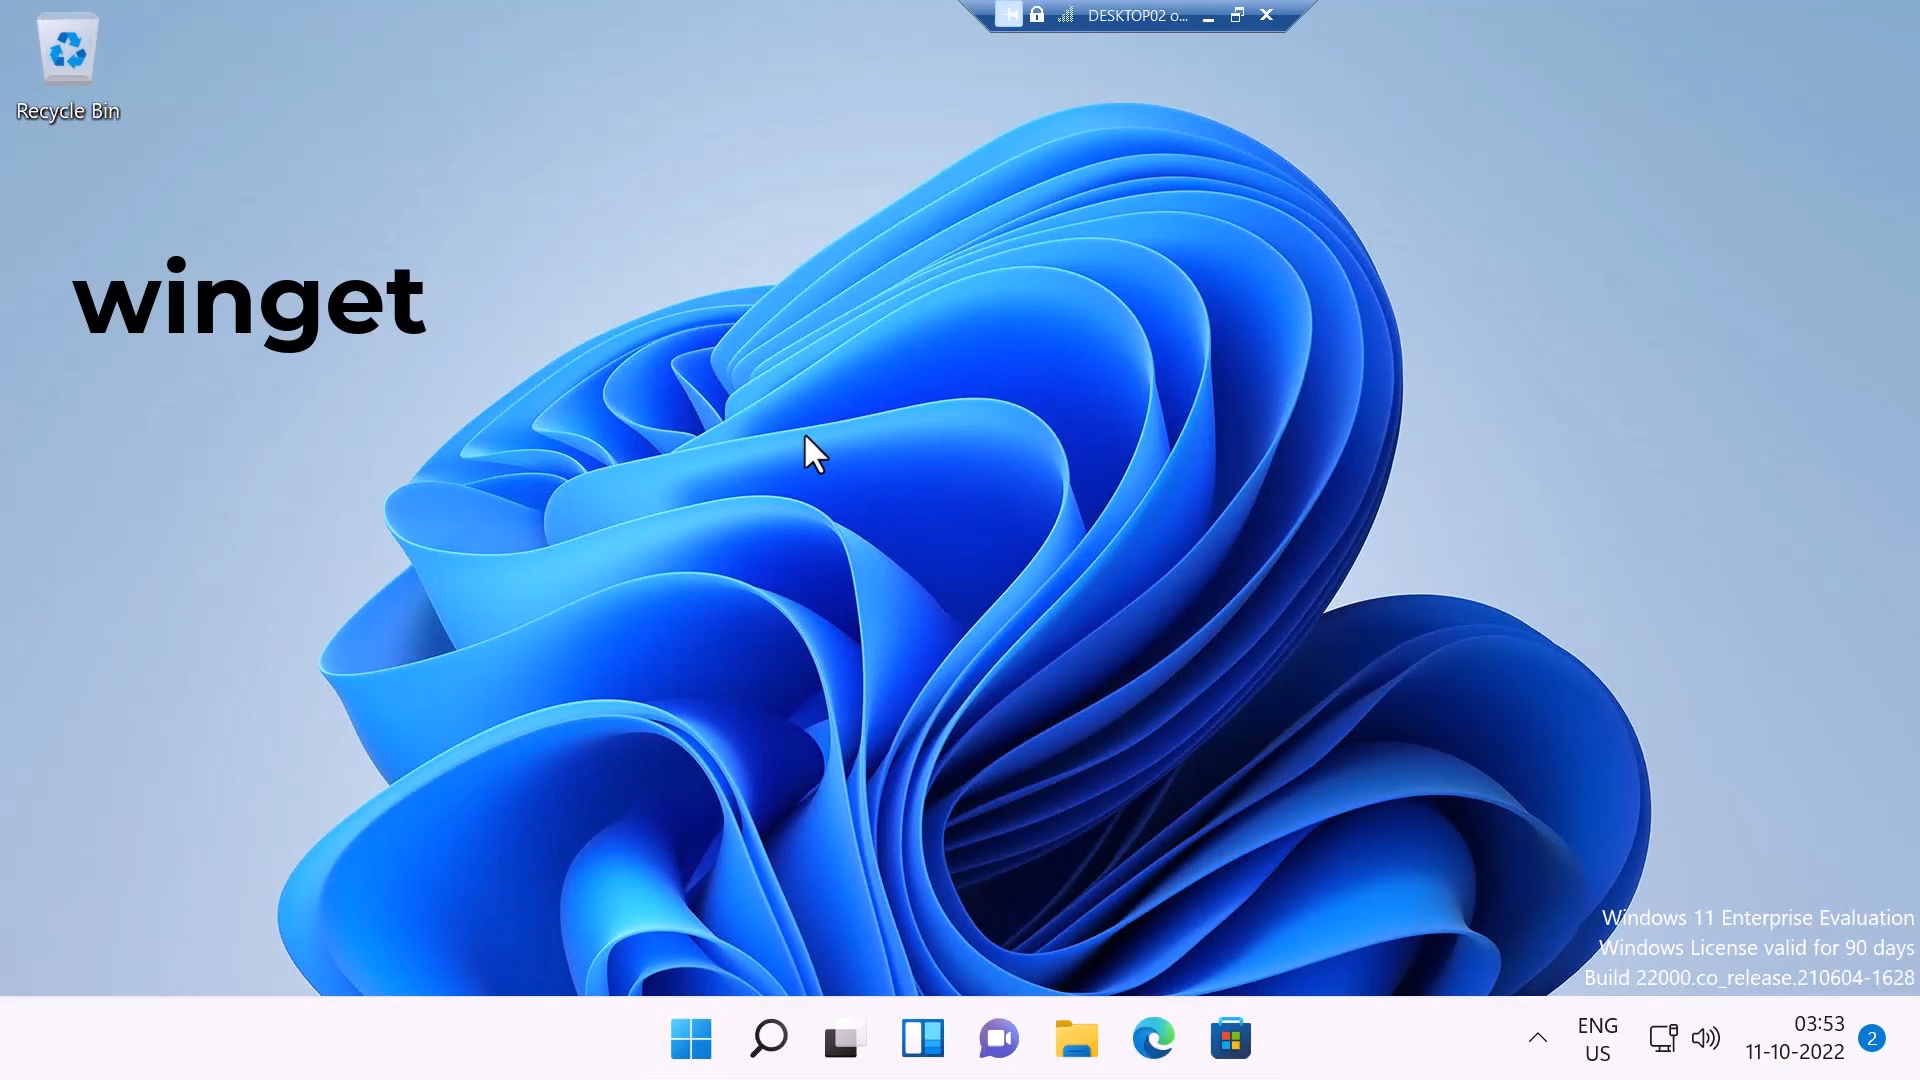 DESKTOP02 o...
Recycle Bin
winget
Windows 11 Enterprise Evaluation
Windows License valid for 90 days
Build 22000.co_release.210604-1628
ENG
US
03:53
11-10-2022
2